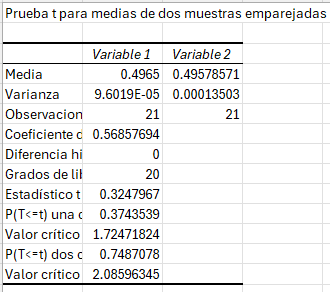 Prueba t para medias de dos muestras emparejadas
Variable 1 Variable 2
Media 0.4965 0.49578571
Varianza 9.6019E-05 0.00013503
Observacion 21 21
Coeficiente d 0.56857694
Diferencia hi 0
Grados de lib 20
Estadístico t 0.3247967
P(T<=t) una c 0.3743539
Valor crítico 1.72471824
P(T<=t) dos c 0.7487078
Valor crítico 2.08596345